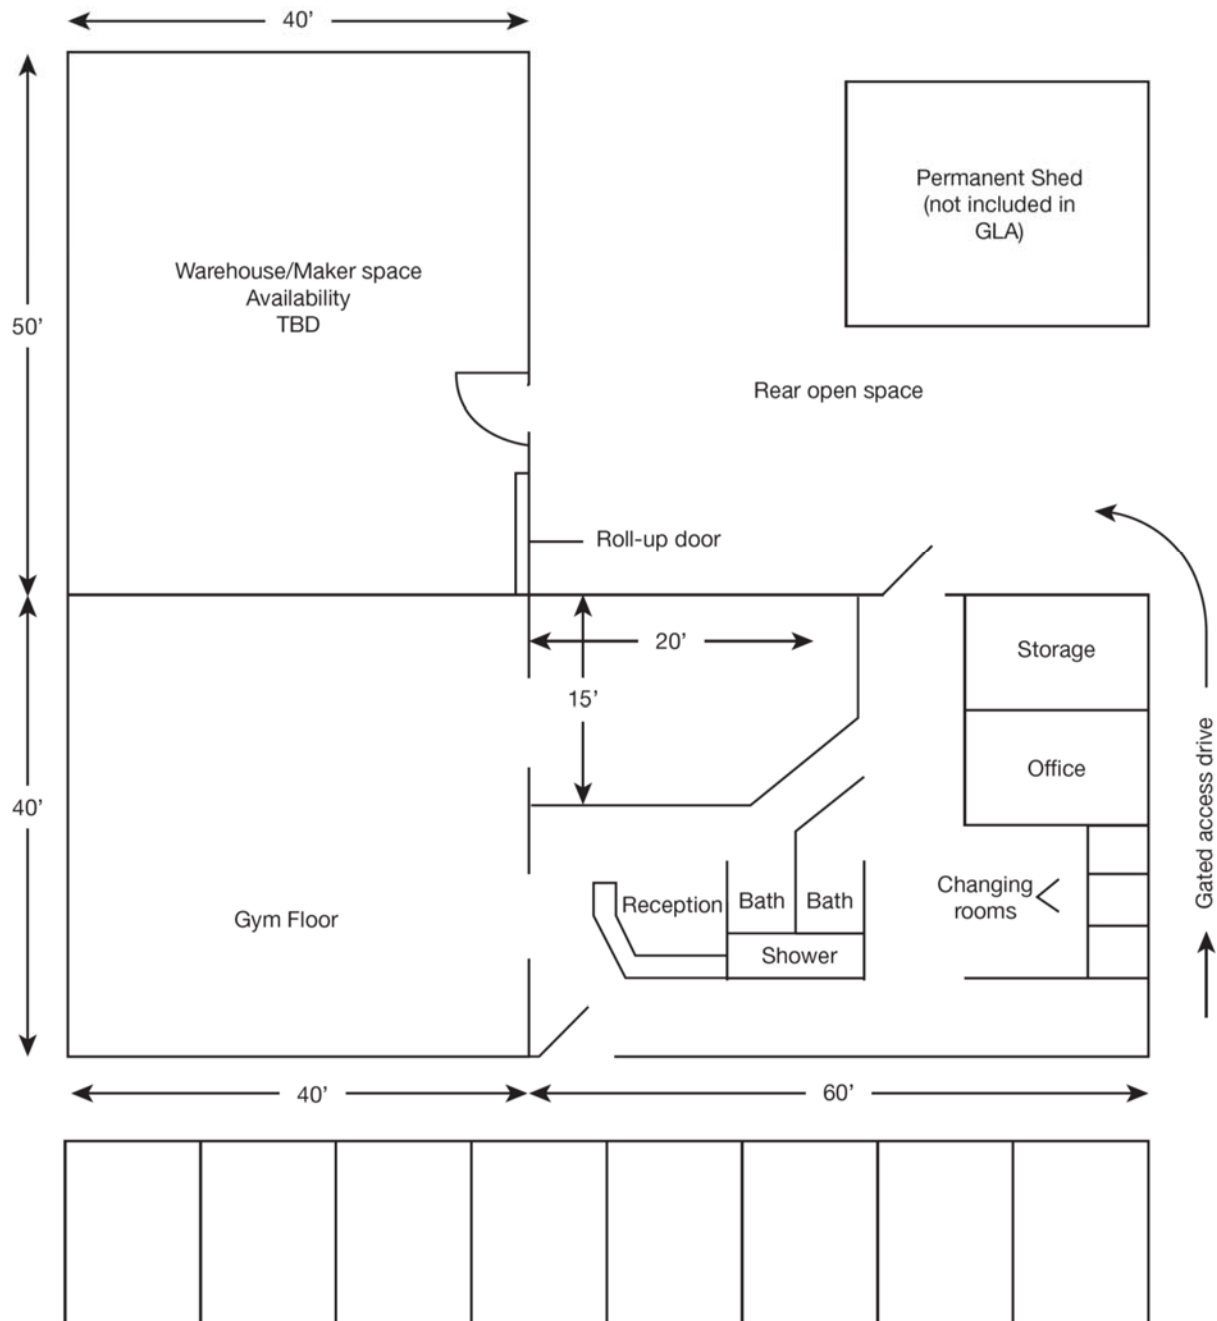 40’
Permanent Shed
(not included in
GLA)
Warehouse/Maker space
Availability
TBD
50’
Rear open space
Roll-up door
20’
Storage
15’
Office
40’
Gated access drive
Changing
rooms
Reception
Bath
Bath
Gym Floor
Shower
40’
60’